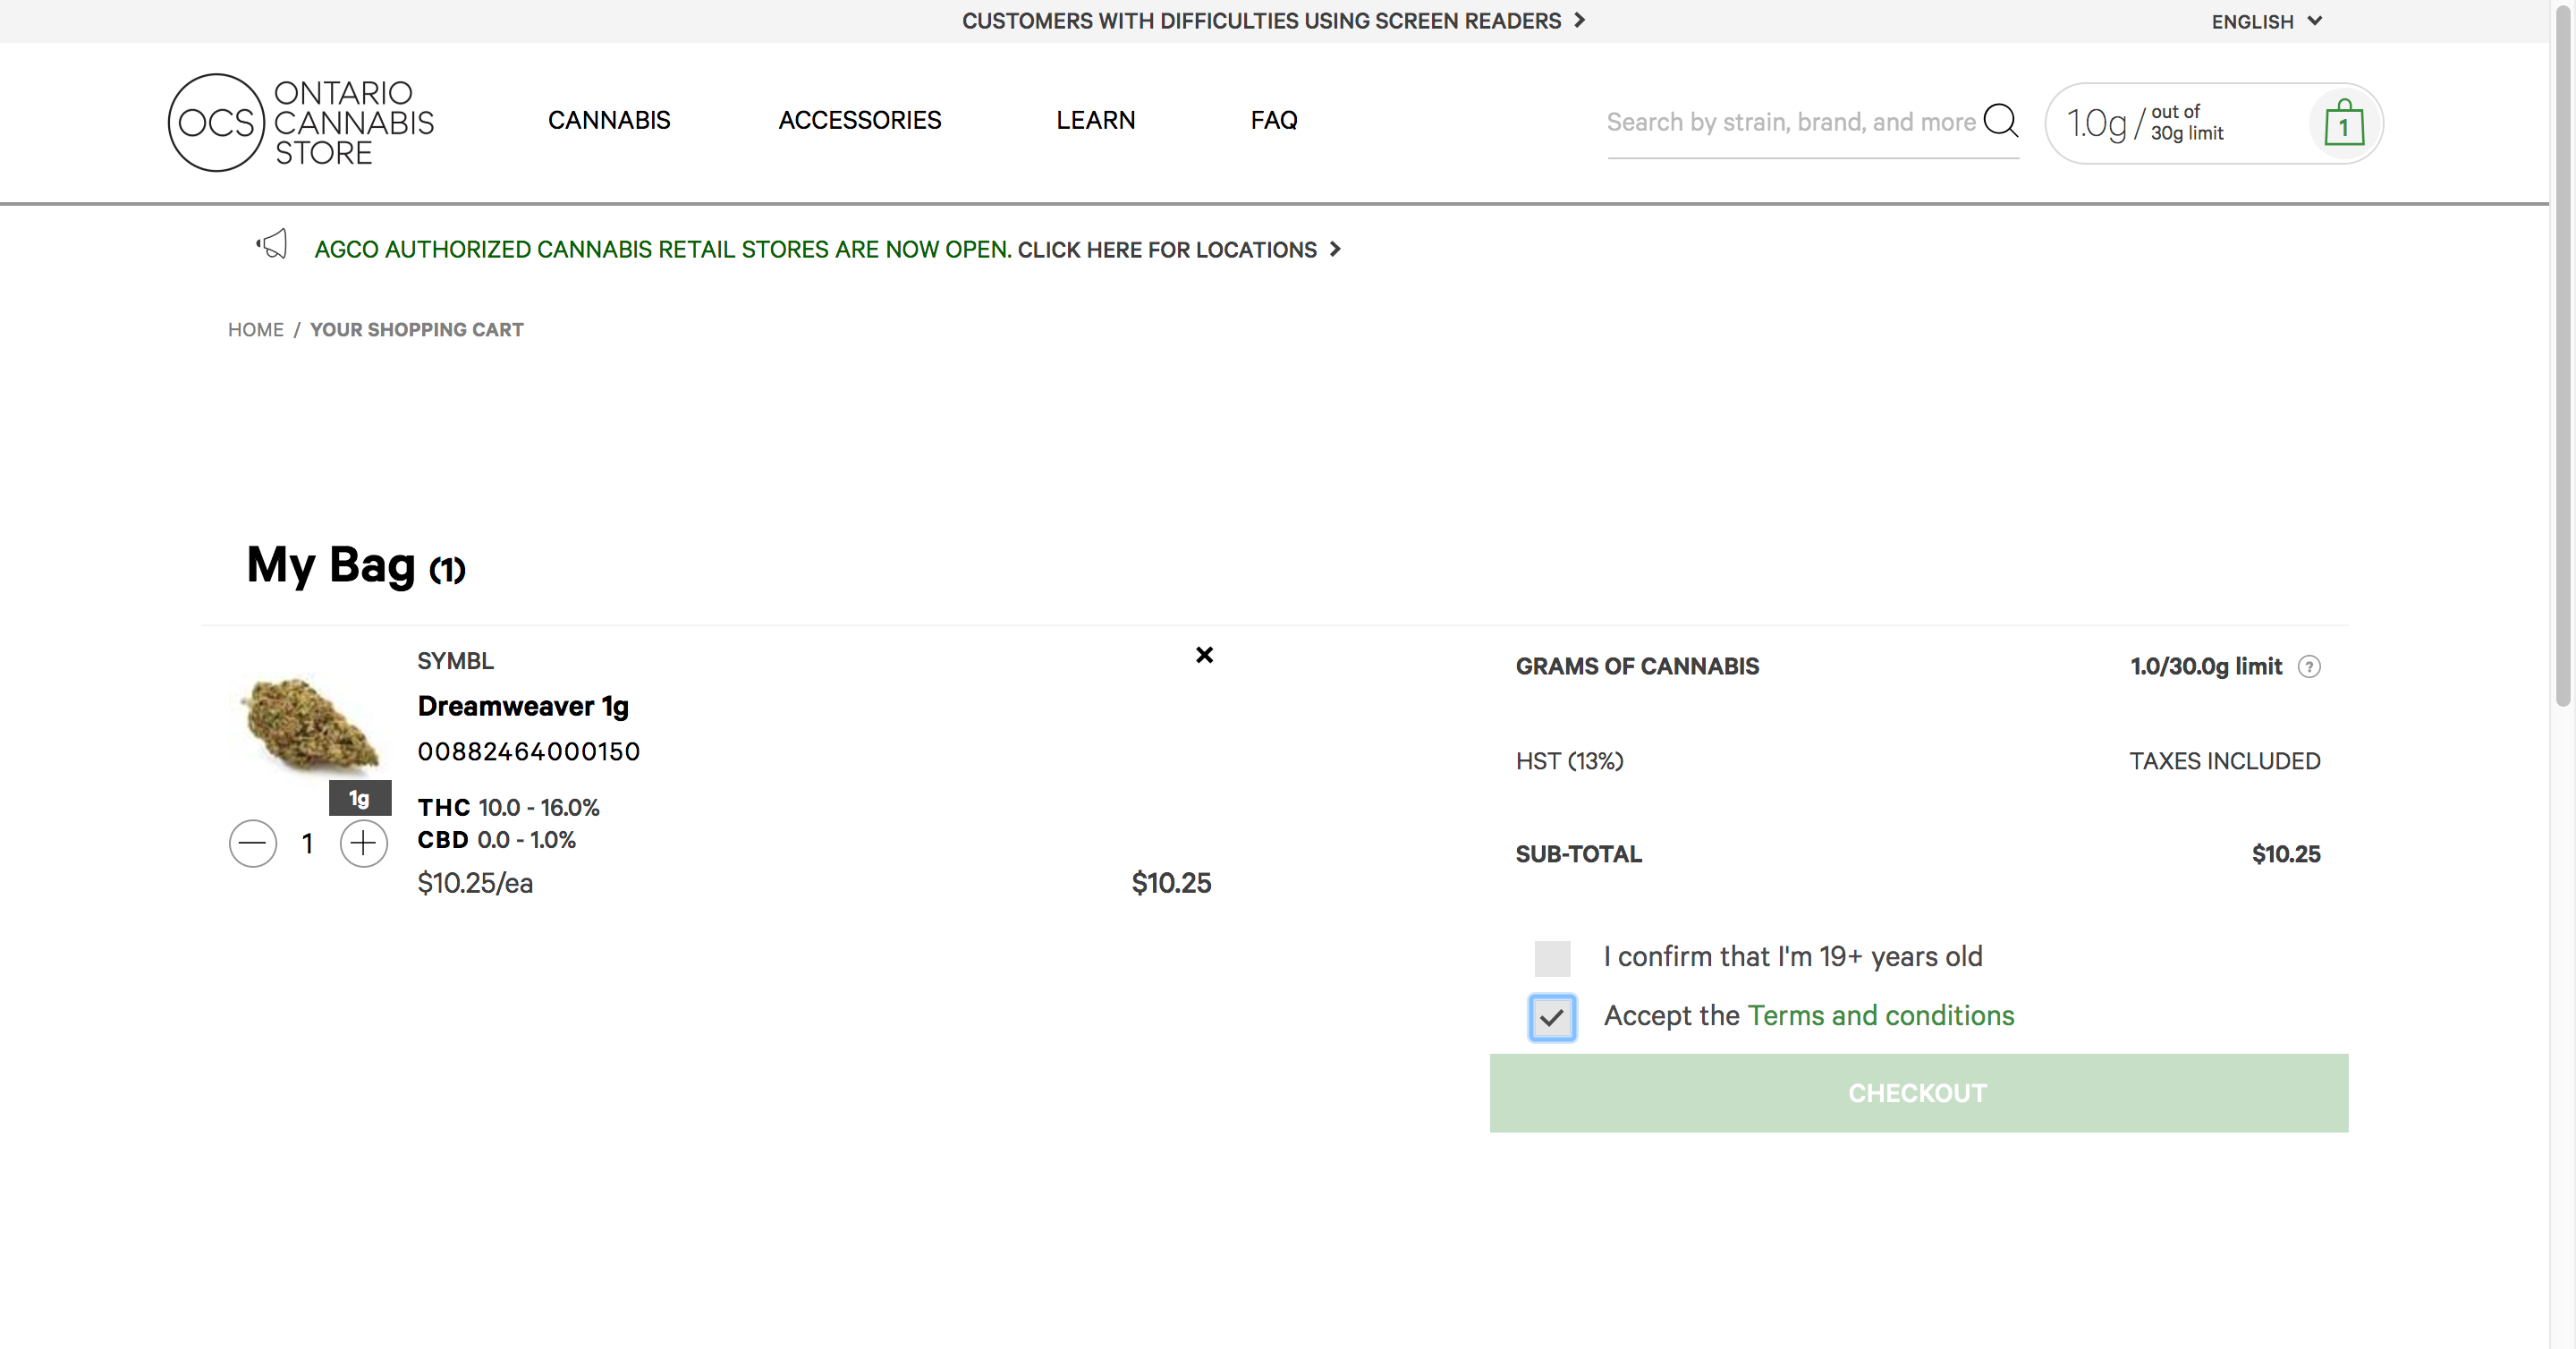 CUSTOMERS WITH DIFFICULTIES USING SCREEN READERS
ENGLISH
OCS
ONTARIO
CANNABIS
STORE
CANNABIS
ACCESSORIES
LEARN
FAQ
Search by strain, brand, and more
1.0g / out of
30g limit
1
AGCO AUTHORIZED CANNABIS RETAIL STORES ARE NOW OPEN. CLICK HERE FOR LOCATIONS
HOME / YOUR SHOPPING CART
My Bag (1)
SYMBL
Dreamweaver 1g
00882464000150
1g
THC 10.0 - 16.0%
CBD 0.0 - 1.0%
1
$10.25/ea
$10.25
GRAMS OF CANNABIS
1.0/30.0g limit ?
HST (13%)
TAXES INCLUDED
SUB-TOTAL
$10.25
I confirm that I'm 19+ years old
Accept the Terms and conditions
CHECKOUT